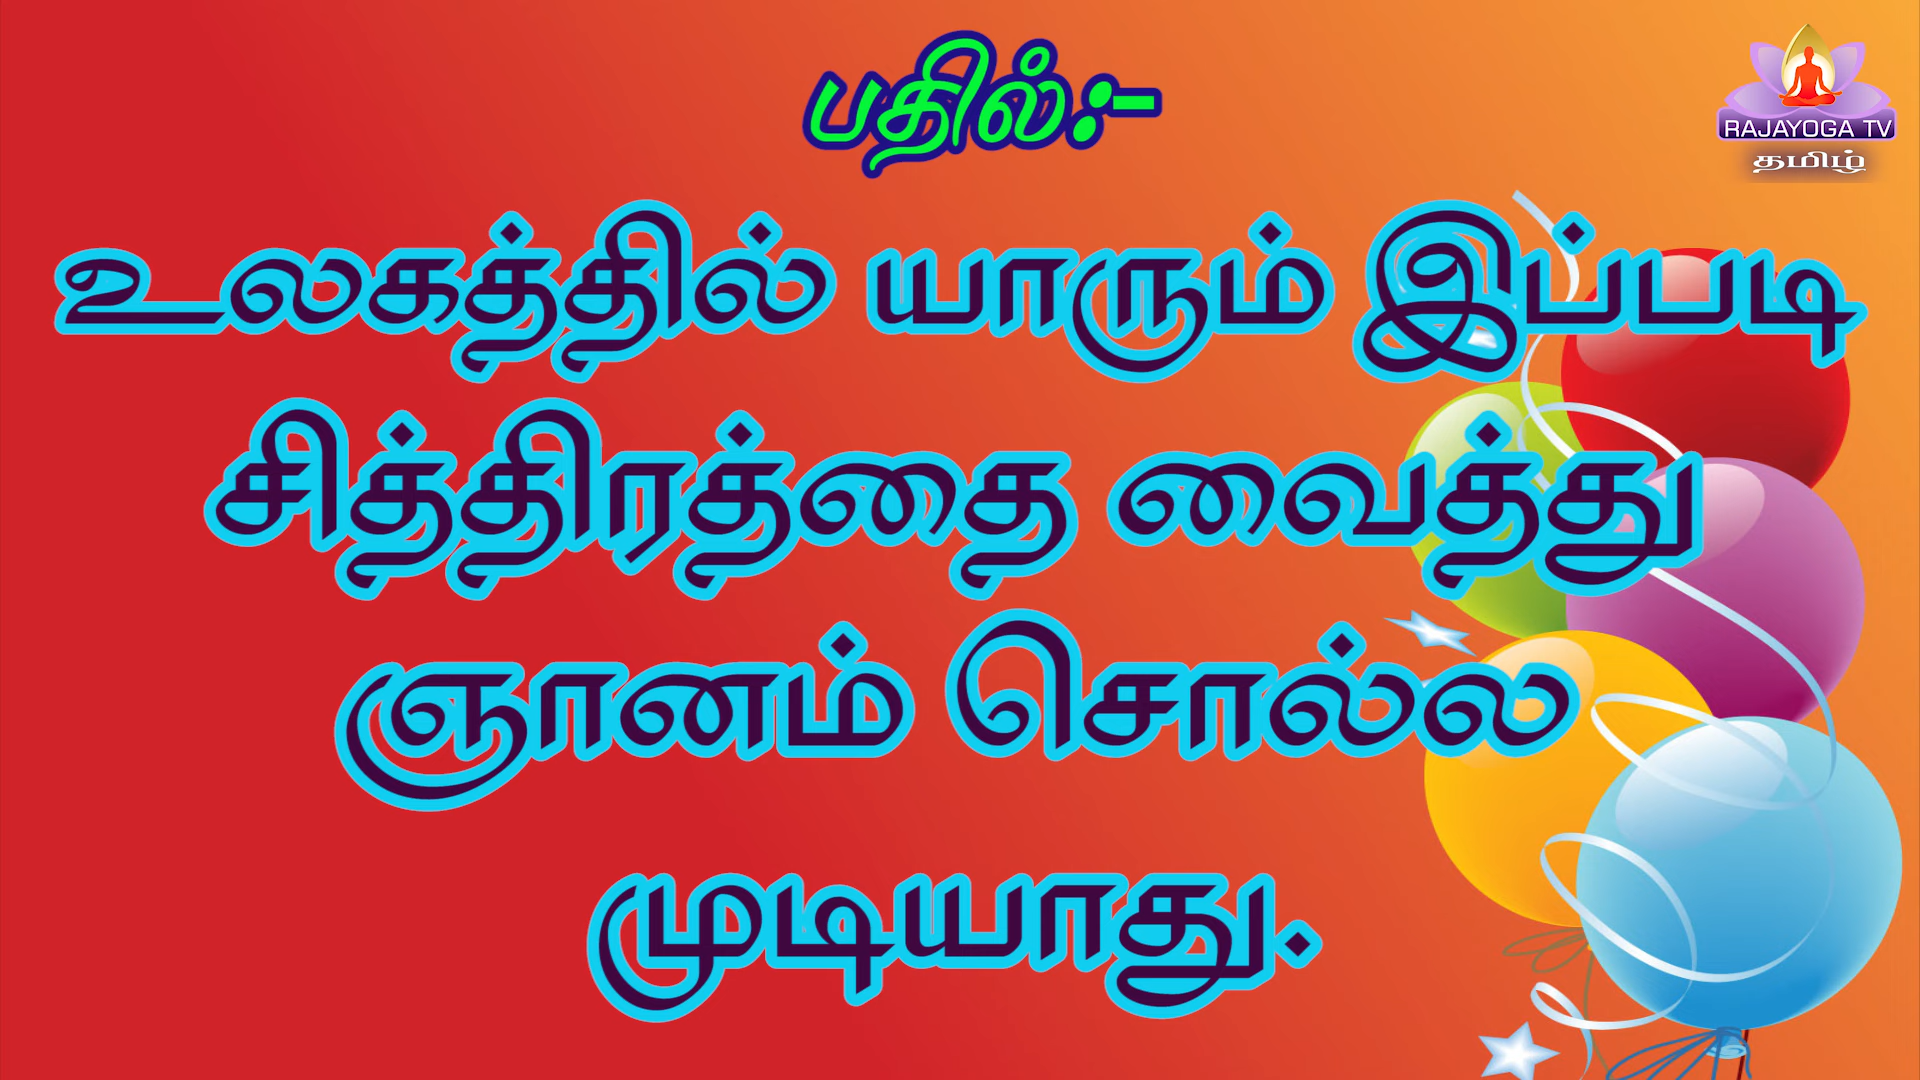 பதில்:-
RAJAYOGA TV
தமிழ்
உலகத்தில் யாரும் இப்படி
சித்திரத்தை வைத்து
ஞானம் சொல்ல
முடியாது.